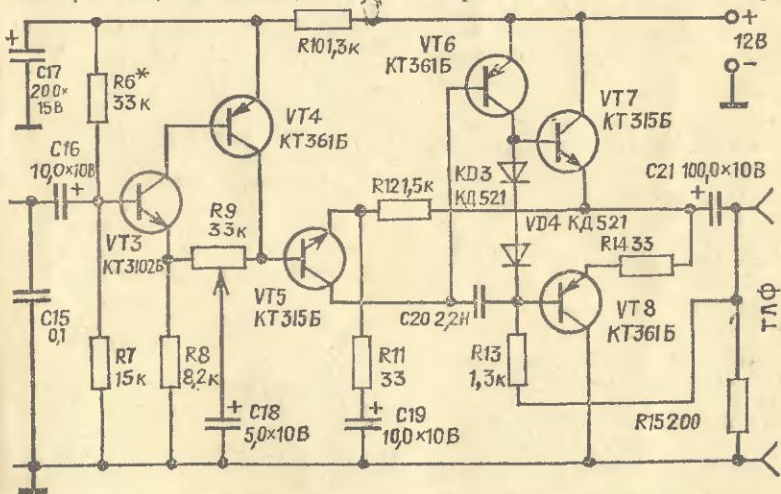 C17
20,0×
15В
R6*
33к
R10 1,3к
VT4
КТ361Б
VT6
КТ361Б
VT7
КТ315Б
+
12В
−
C16
10,0×10В
VT3
КТ3102Б
R9
33к
R12 1,5к
KD3
КД521
VD4 КД521
C21 100,0×10В
R14 33
VT5
КТ315Б
C20 2,2Н
VT8
КТ361Б
ТЛФ
C15
0,1
R7
15к
R8
8,2к
C18
5,0×10В
R11
33
C19
10,0×10В
R13
1,3к
R15 200